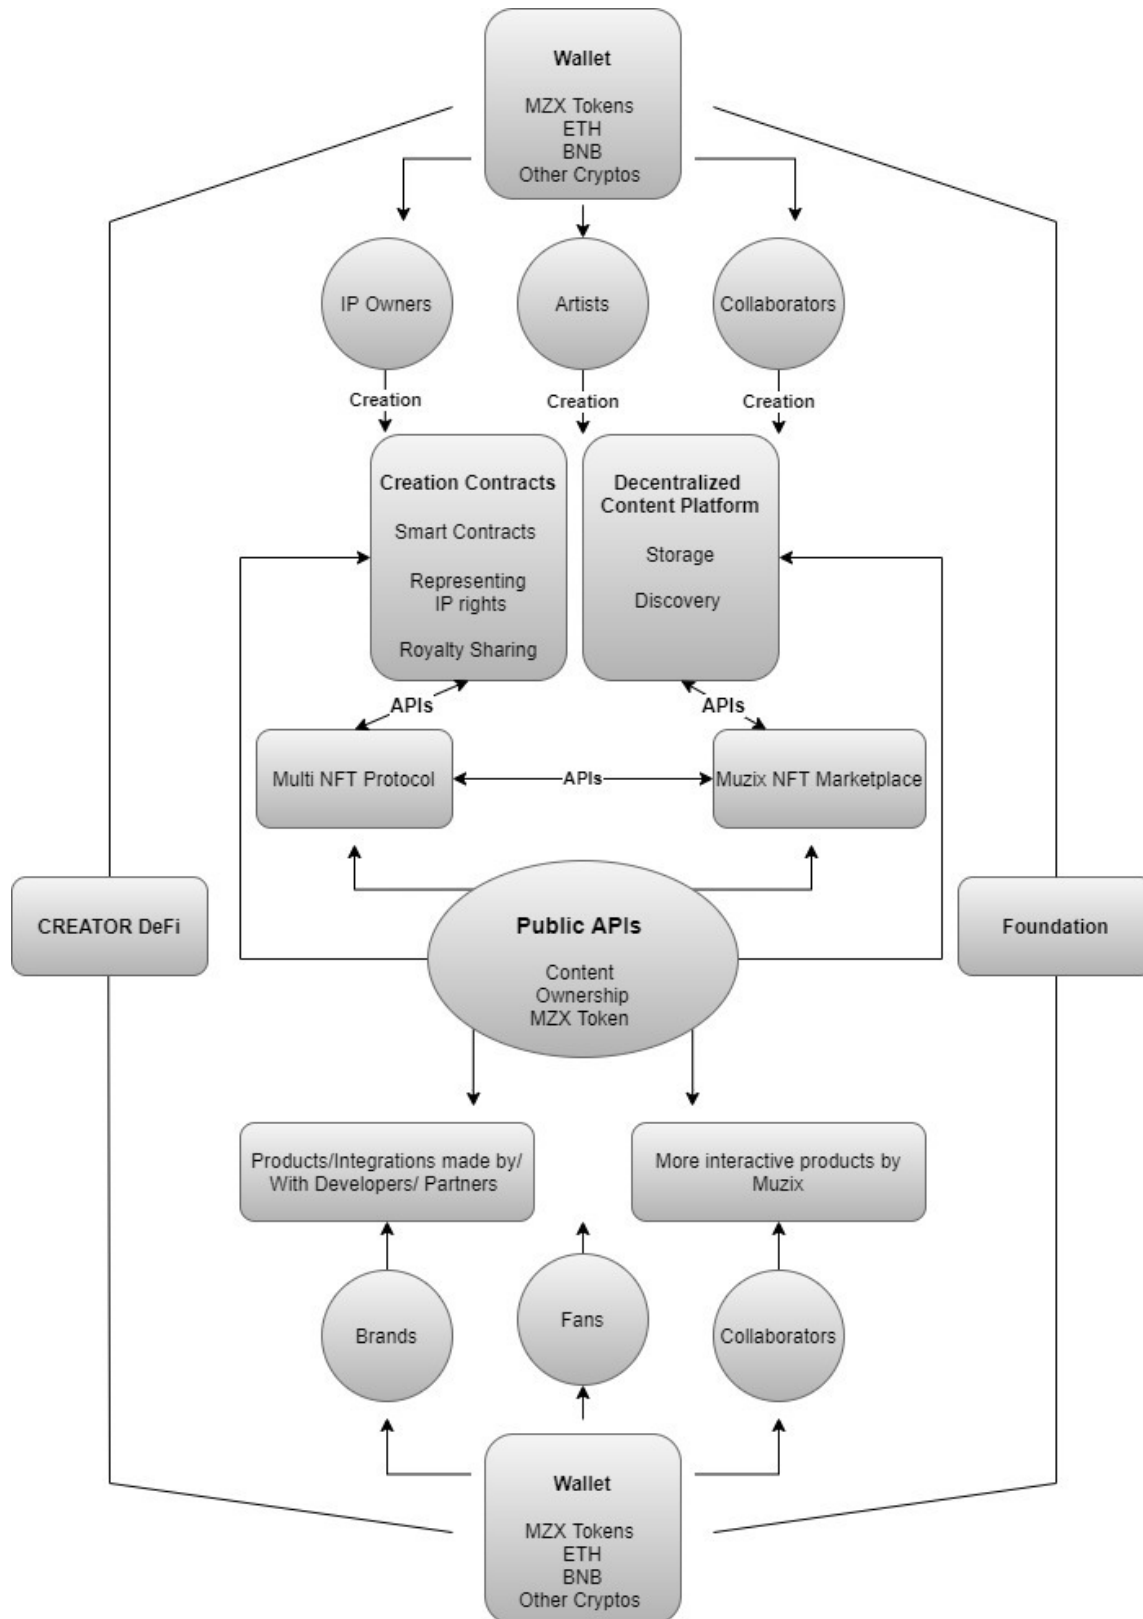 Wallet
MZX Tokens
ETH
BNB
Other Cryptos
IP Owners
Artists
Collaborators
Creation
Creation
Creation
Creation Contracts
Smart Contracts
Representing
IP rights
Royalty Sharing
Decentralized
Content Platform
Storage
Discovery
APIs
APIs
Multi NFT Protocol
APIs
Muzix NFT Marketplace
CREATOR DeFi
Public APIs
Content
Ownership
MZX Token
Foundation
Products/Integrations made by/
With Developers/ Partners
More interactive products by
Muzix
Brands
Fans
Collaborators
Wallet
MZX Tokens
ETH
BNB
Other Cryptos